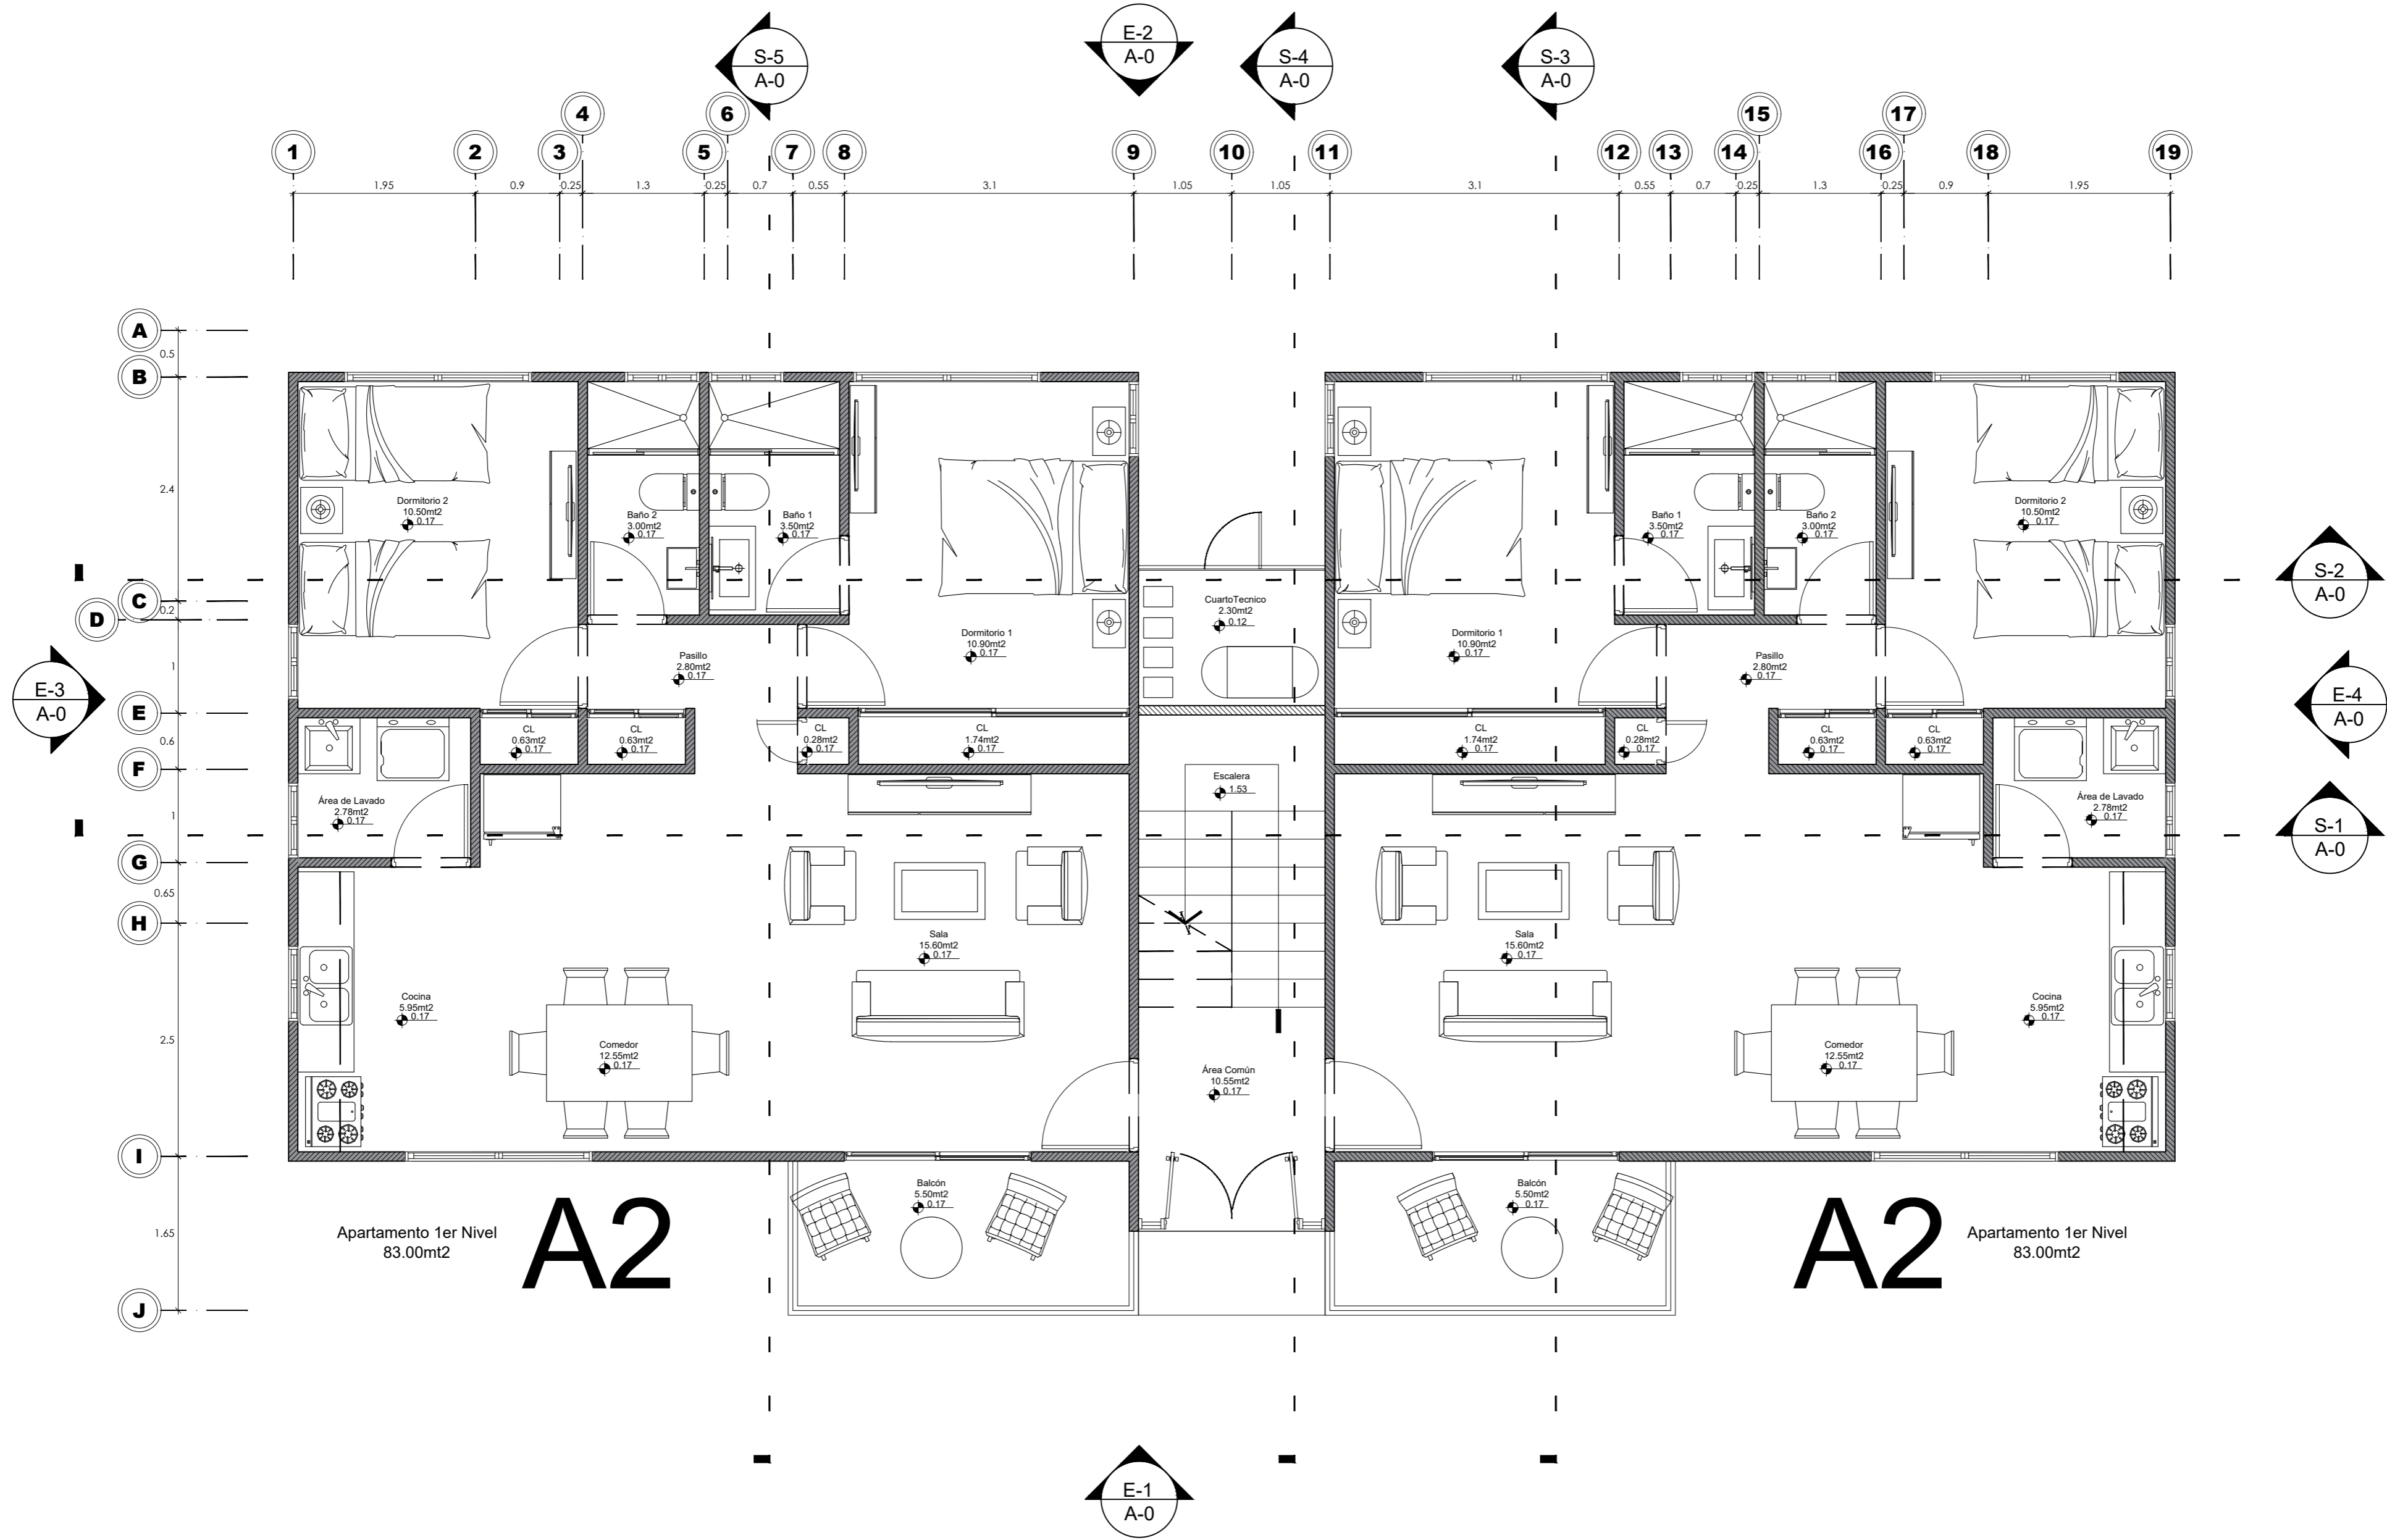 S-5
A-0
E-2
A-0
S-4
A-0
S-3
A-0
4
6
15
17
1
2
3
5
7
8
9
10
11
12
13
14
16
18
19
1.95
0.9
0.25
1.3
0.25
0.7
0.55
3.1
1.05
1.05
3.1
0.55
0.7
0.25
1.3
0.25
0.9
1.95
A
0.5
B
2.4
C
0.2
D
1
E
0.6
F
1
G
0.65
H
2.5
I
1.65
J
E-3
A-0
S-2
A-0
E-4
A-0
S-1
A-0
Dormitorio 2
10.50mt2
0.17
Baño 2
3.00mt2
0.17
Baño 1
3.50mt2
0.17
Dormitorio 1
10.90mt2
0.17
Pasillo
2.80mt2
0.17
CL
0.63mt2
0.17
CL
0.63mt2
0.17
CL
0.28mt2
0.17
CL
1.74mt2
0.17
Área de Lavado
2.78mt2
0.17
Sala
15.60mt2
0.17
Cocina
5.95mt2
0.17
Comedor
12.55mt2
0.17
Balcón
5.50mt2
0.17
Apartamento 1er Nivel
83.00mt2
A2
CuartoTecnico
2.30mt2
0.12
Escalera
1.53
Área Común
10.55mt2
0.17
Dormitorio 1
10.90mt2
0.17
Baño 1
3.50mt2
0.17
Baño 2
3.00mt2
0.17
Dormitorio 2
10.50mt2
0.17
Pasillo
2.80mt2
0.17
CL
1.74mt2
0.17
CL
0.28mt2
0.17
CL
0.63mt2
0.17
CL
0.63mt2
0.17
Área de Lavado
2.78mt2
0.17
Sala
15.60mt2
0.17
Comedor
12.55mt2
0.17
Cocina
5.95mt2
0.17
Balcón
5.50mt2
0.17
A2
Apartamento 1er Nivel
83.00mt2
E-1
A-0